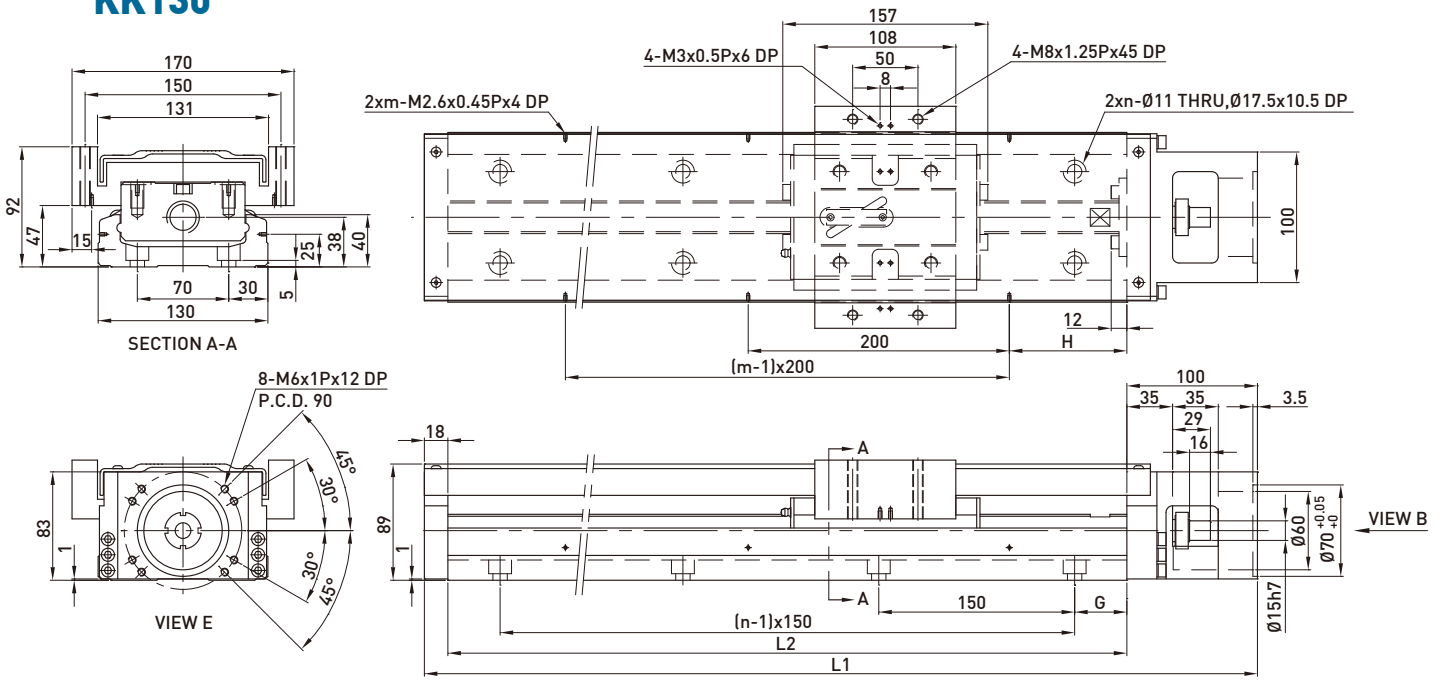 KK130
170
150
131
92
47
15
25
38
40
5
70
30
130
SECTION A-A
157
108
50
8
4-M3x0.5Px6 DP
4-M8x1.25Px45 DP
2xm-M2.6x0.45Px4 DP
2xn-Ø11 THRU,Ø17.5x10.5 DP
100
12
200
H
(m-1)x200
8-M6x1Px12 DP
P.C.D. 90
45°
30°
30°
45°
83
1
VIEW E
18
89
1
A
A
150
G
(n-1)x150
L2
L1
100
35
35
3.5
29
16
Ø60
Ø70 +0.05 +0
Ø15h7
VIEW B